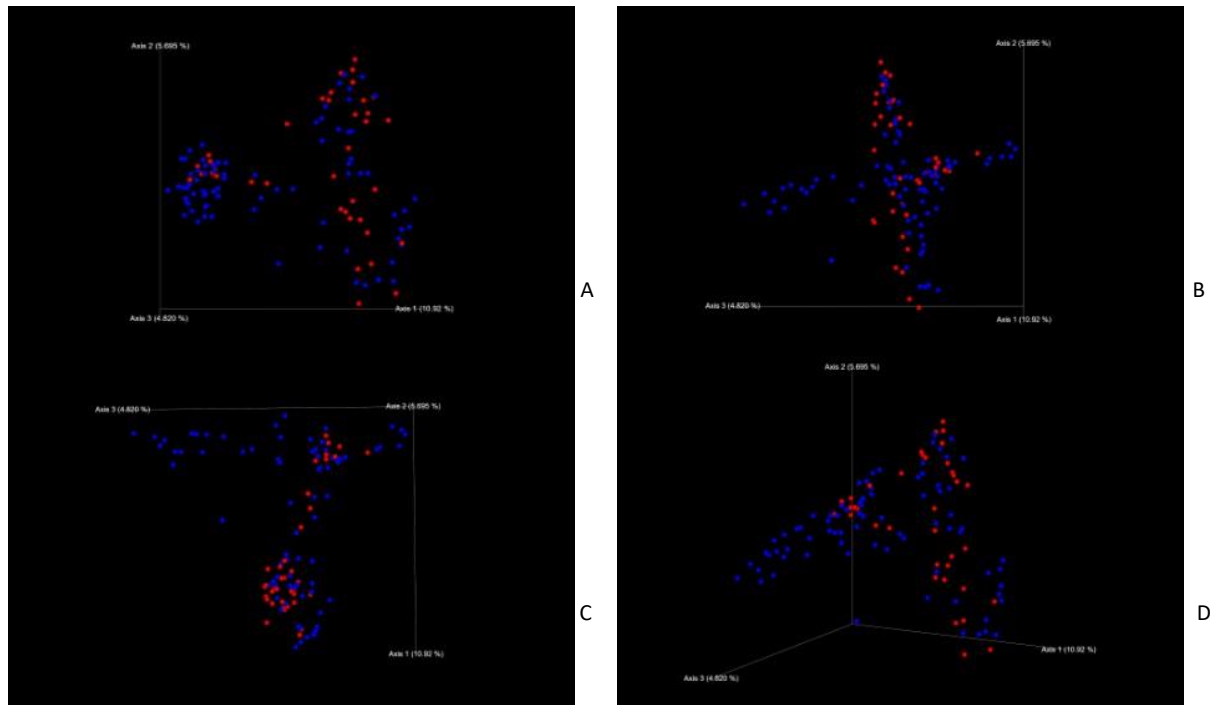 Axis 2 (5.695 %)
Axis 3 (4.820 %)
Axis 1 (10.92 %)
A
Axis 2 (5.695 %)
Axis 3 (4.820 %)
Axis 1 (10.92 %)
B
Axis 3 (4.820 %)
Axis 2 (5.695 %)
Axis 1 (10.92 %)
C
Axis 2 (5.695 %)
Axis 1 (10.92 %)
Axis 3 (4.820 %)
D